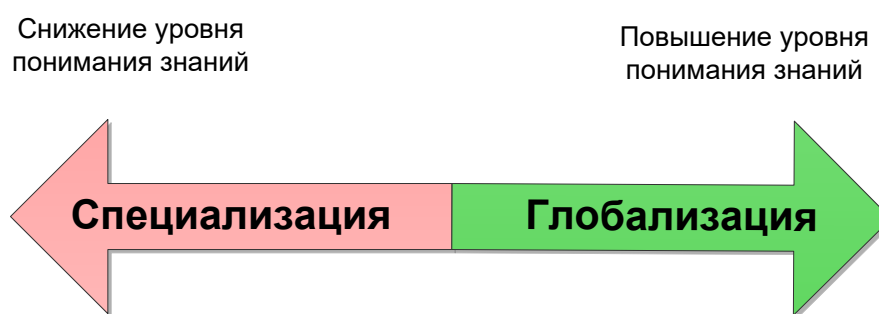 Снижение уровня
понимания знаний
Повышение уровня
понимания знаний
Специализация
Глобализация